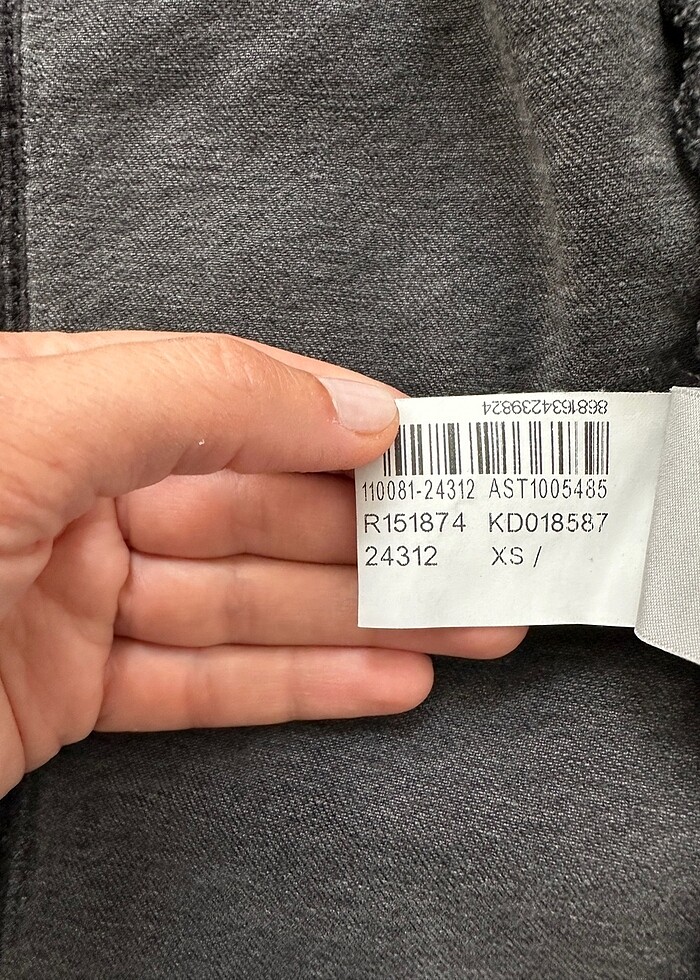 8681634239824
110081-24312 AST1005485
R151874 KD018587
24312 XS /